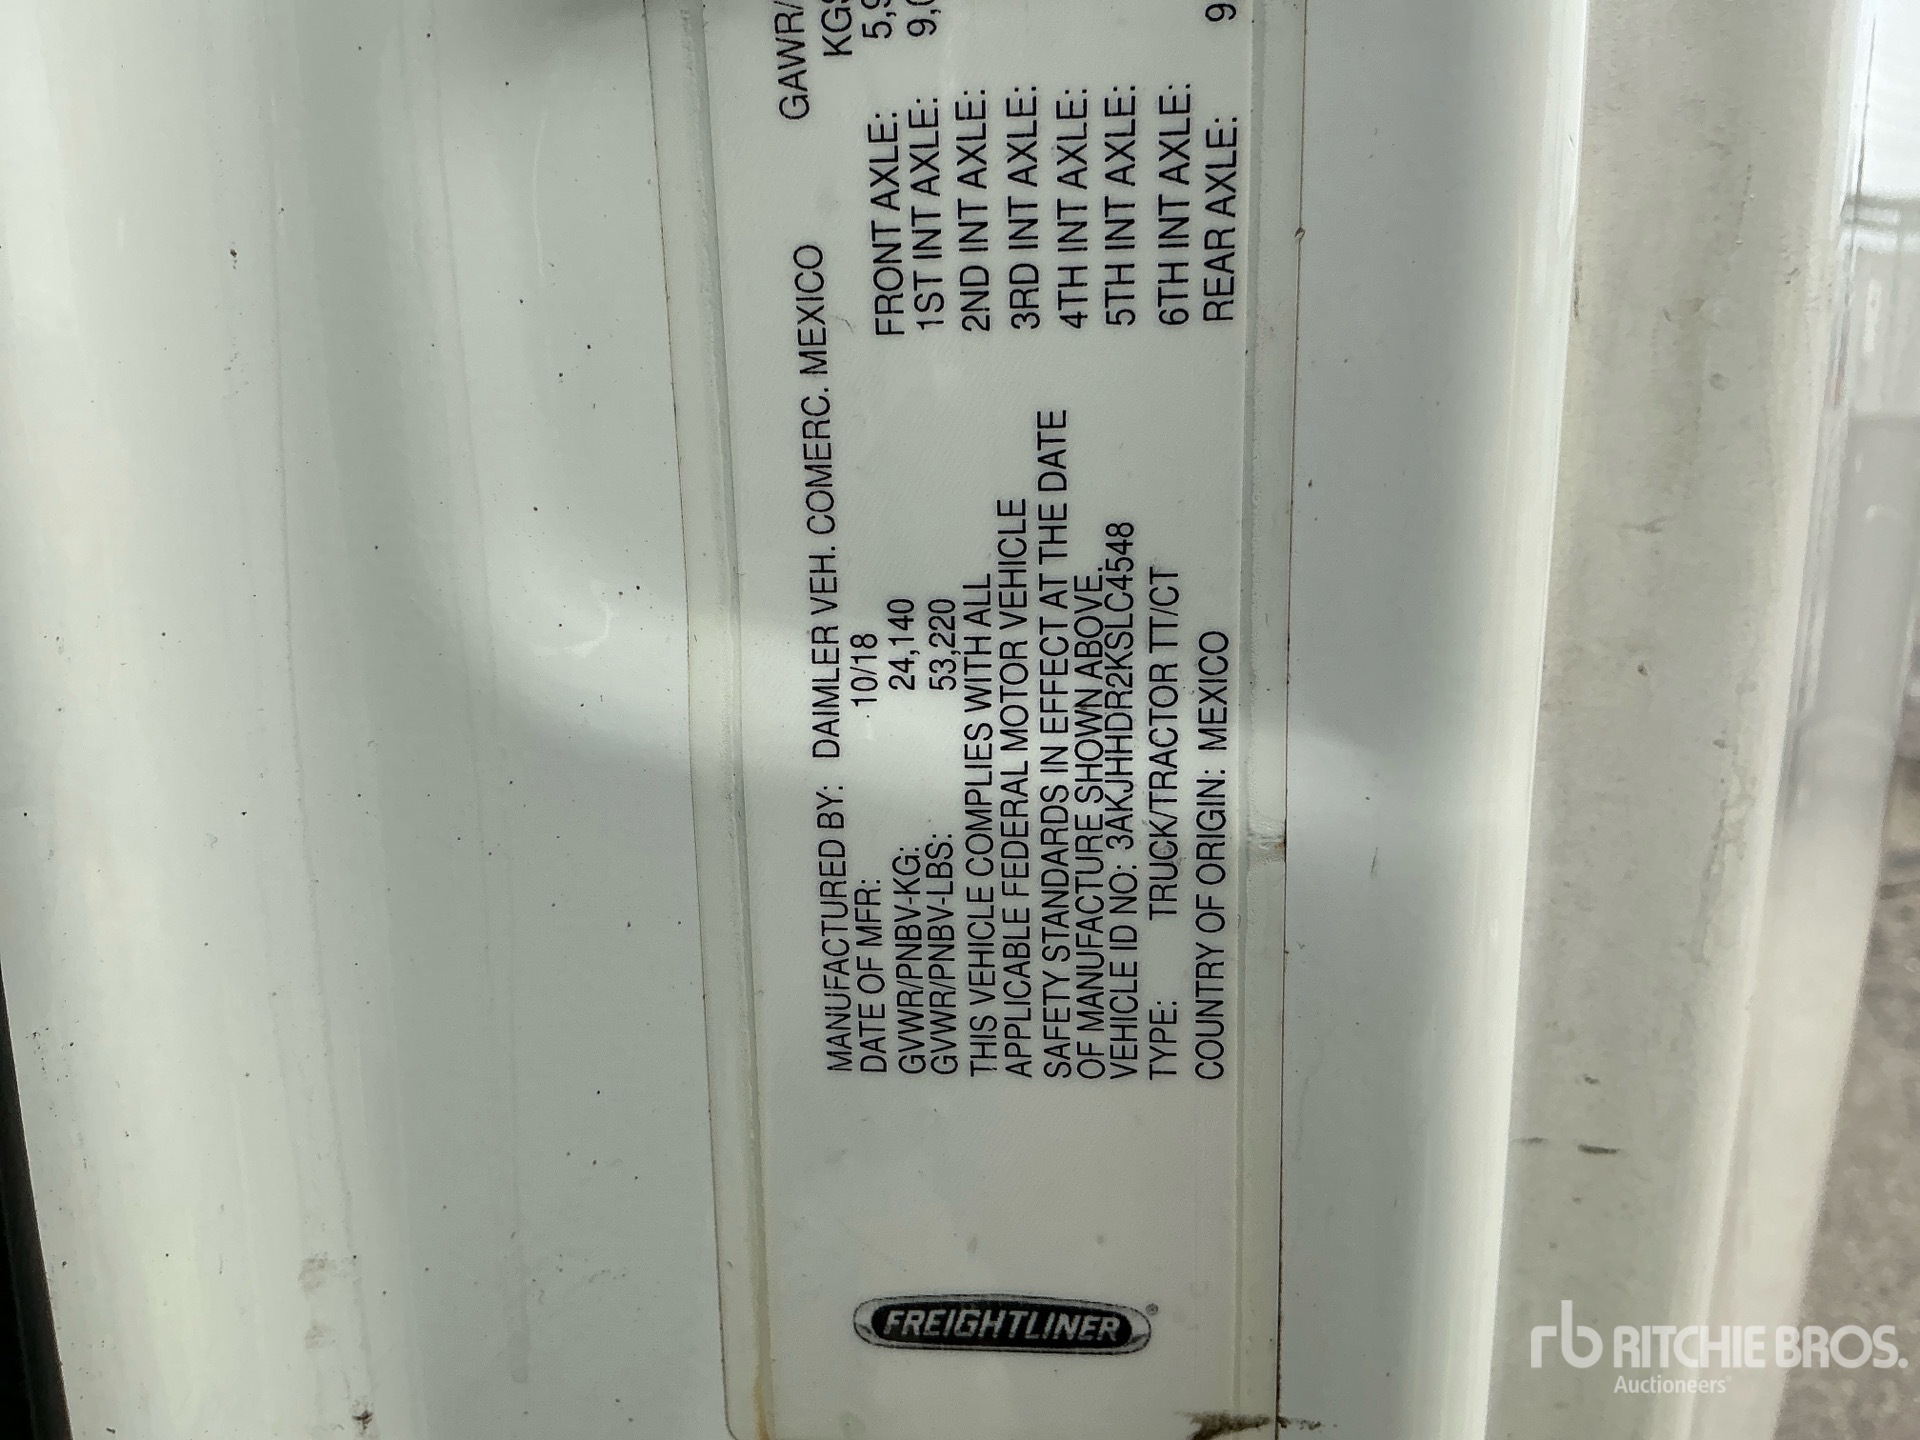 MANUFACTURED BY: DAIMLER VEH. COMERC. MEXICO
DATE OF MFR: 10/18
GVWR/PNBV-KG: 24,140
GVWR/PNBV-LBS: 53,220
THIS VEHICLE COMPLIES WITH ALL
APPLICABLE FEDERAL MOTOR VEHICLE
SAFETY STANDARDS IN EFFECT AT THE DATE
OF MANUFACTURE SHOWN ABOVE.
VEHICLE ID NO: 3AKJHHDR2KSLC4548
TYPE: TRUCK/TRACTOR TT/CT
COUNTRY OF ORIGIN: MEXICO
GAWR/
FRONT AXLE:
1ST INT AXLE:
2ND INT AXLE:
3RD INT AXLE:
4TH INT AXLE:
5TH INT AXLE:
6TH INT AXLE:
REAR AXLE:
FREIGHTLINER®
rb RITCHIE BROS.
Auctioneers